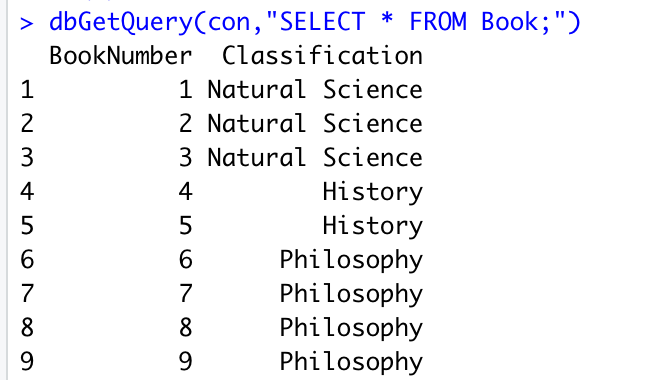 > dbGetQuery(con,"SELECT * FROM Book;")
  BookNumber  Classification
1          1 Natural Science
2          2 Natural Science
3          3 Natural Science
4          4         History
5          5         History
6          6      Philosophy
7          7      Philosophy
8          8      Philosophy
9          9      Philosophy